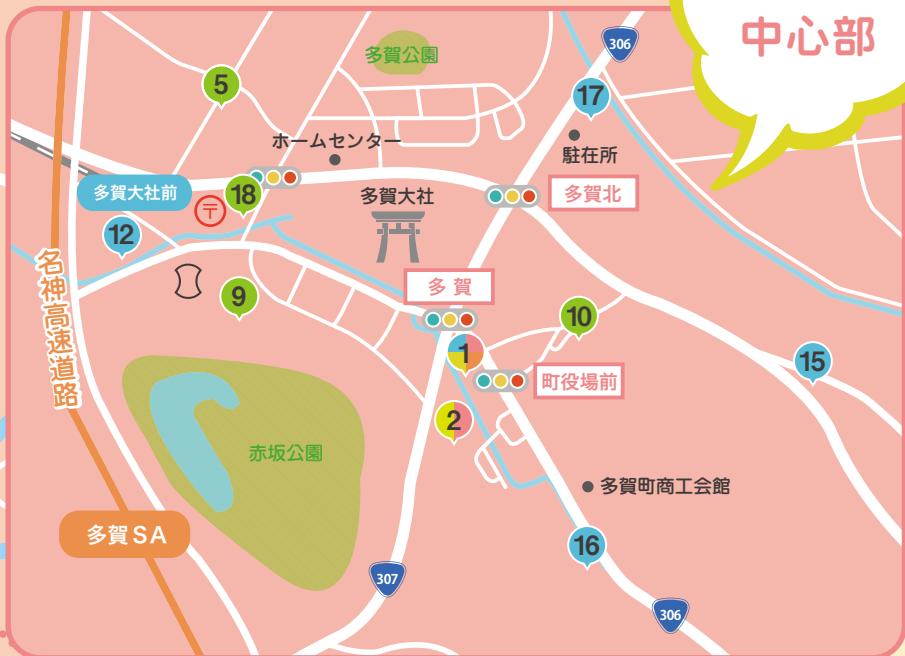 中心部
306
多賀公園
5
17
ホームセンター
駐在所
多賀大社前
18
〒
多賀大社
多賀北
12
名神高速道路
9
多賀
10
1
町役場前
15
2
赤坂公園
多賀町商工会館
多賀SA
16
307
306